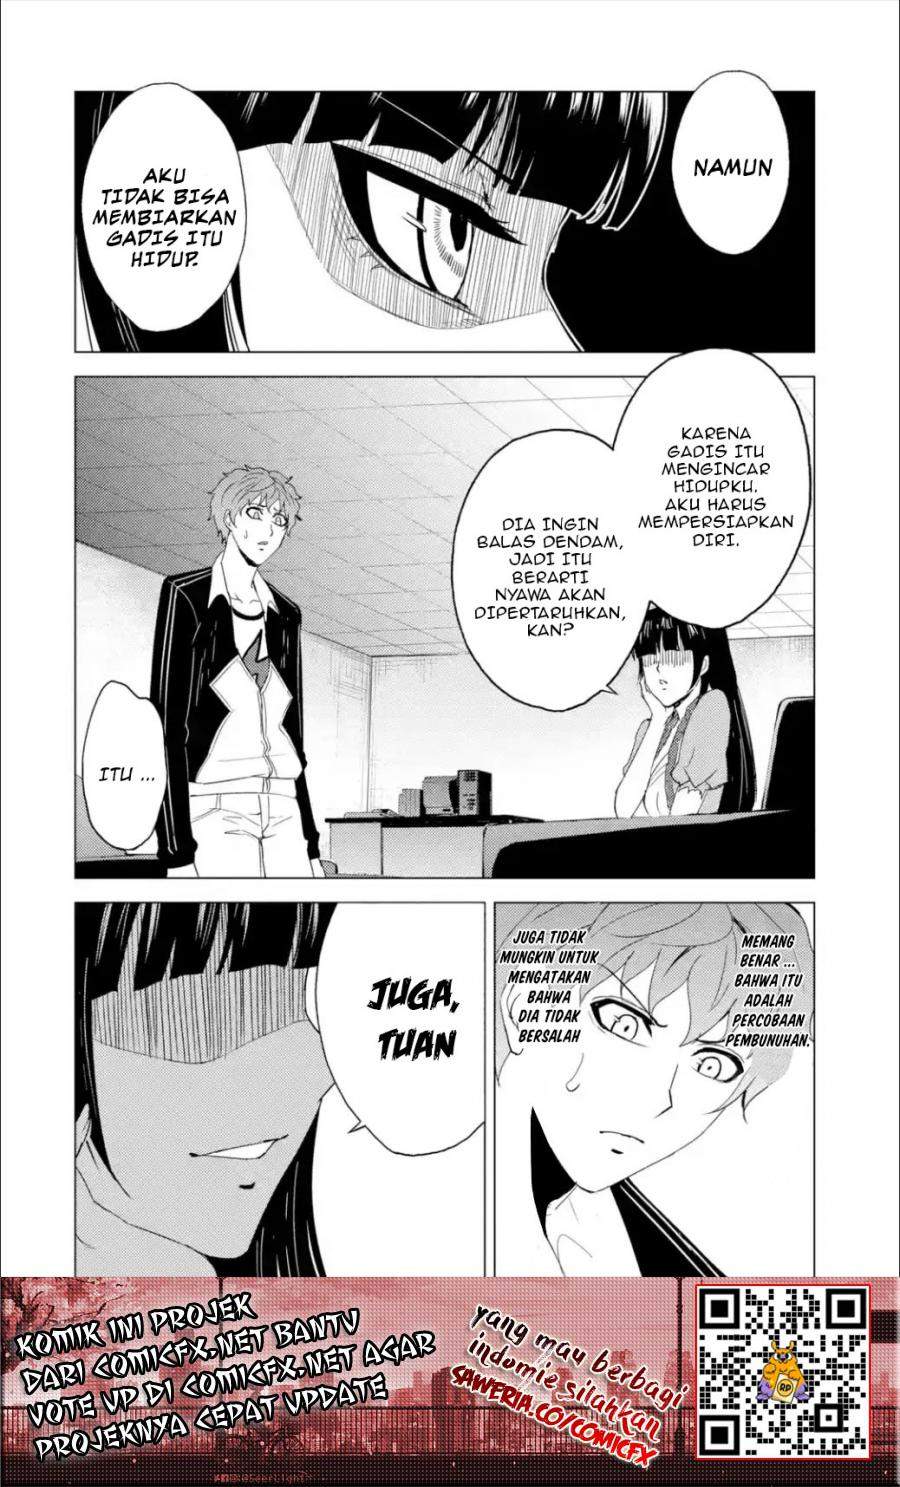 NAMUN
AKU
TIDAK BISA
MEMBIARKAN
GADIS ITU
HIDUP.
KARENA
GADIS ITU
MENGINCAR
HIDUPKU.
AKU HARUS
MEMPERSIAPKAN
DIRI.
DIA INGIN
BALAS DENDAM,
JADI ITU
BERARTI
NYAWA AKAN
DIPERTARUHKAN,
KAN?
ITU ...
MEMANG
BENAR ...
BAHWA ITU
ADALAH
PERCOBAAN
PEMBUNUHAN.
JUGA TIDAK
MUNGKIN UNTUK
MENGATAKAN
BAHWA
DIA TIDAK
BERSALAH
JUGA,
TUAN
KOMIK INI PROJEK
DARI COMICFX.NET BANTU
VOTE UP DI COMICFX.NET AGAR
PROJEKNYA CEPAT UPDATE
yang mau berbagi
indomie silahkan
SAWERIA.CO/COMICFX
RP